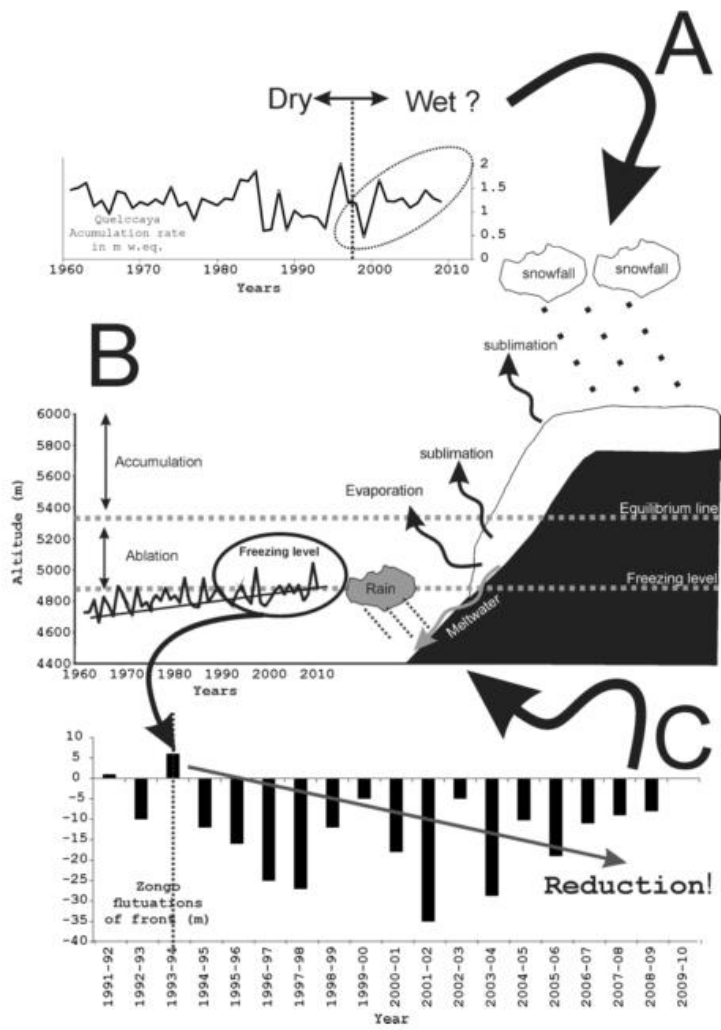 A
Dry
Wet ?
2
1.5
1
0.5
0
Quelccaya
Acumulation rate
in m w.eq.
1960
1970
1980
1990
2000
2010
Years
snowfall
snowfall
B
sublimation
sublimation
Evaporation
Altitude (m)
6000
5800
5400
5200
5000
4800
4600
4400
Accumulation
Ablation
Freezing level
Rain
Meltwater
Equilibrium line
Freezing level
1960
1970
1980
1990
2000
2010
Years
C
10
5
0
-5
-10
-15
-20
-25
-30
-35
-40
Zongo
flutuations
of front (m)
Reduction!
1991-92
1992-93
1993-94
1994-95
1995-96
1996-97
1997-98
1998-99
1999-00
2000-01
2001-02
2002-03
2003-04
2004-05
2005-06
2006-07
2007-08
2008-09
2009-10
Year